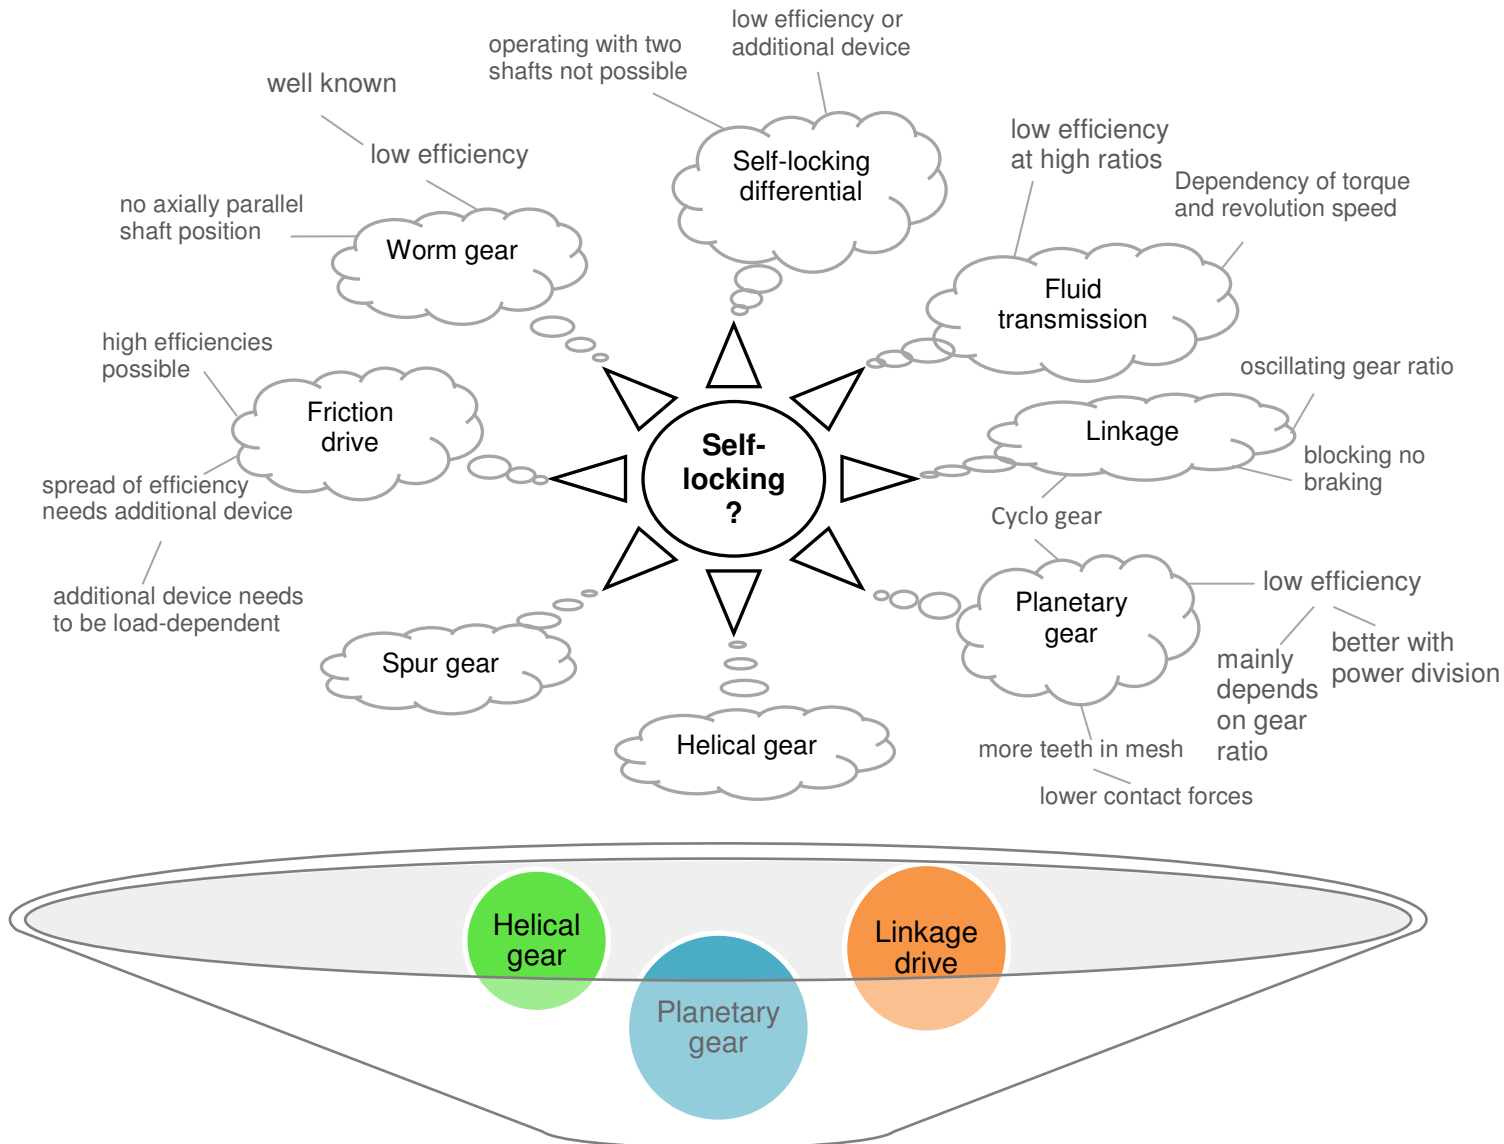 low efficiency or
additional device
operating with two
shafts not possible
well known
low efficiency
no axially parallel
shaft position
Worm gear
Self-locking
differential
low efficiency
at high ratios
Dependency of torque
and revolution speed
Fluid
transmission
high efficiencies
possible
Friction
drive
spread of efficiency
needs additional device
additional device needs
to be load-dependent
Self-
locking
?
oscillating gear ratio
Linkage
blocking no
braking
Cyclo gear
Planetary
gear
low efficiency
mainly
depends
on gear
ratio
better with
power division
more teeth in mesh
lower contact forces
Spur gear
Helical gear
Helical
gear
Planetary
gear
Linkage
drive